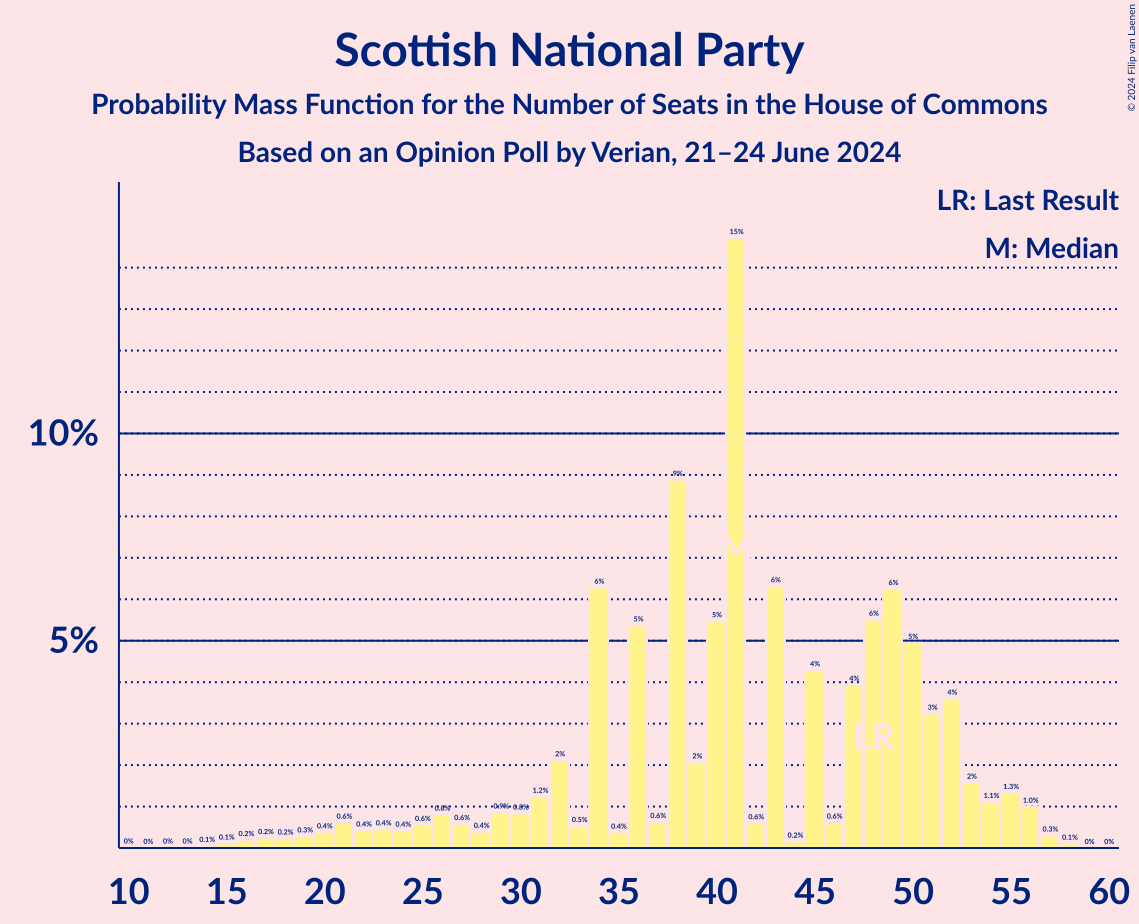 Scottish National Party
Probability Mass Function for the Number of Seats in the House of Commons
Based on an Opinion Poll by Verian, 21–24 June 2024
© 2024 Filip van Laenen
LR: Last Result
M: Median
10%
5%
0% 0% 0% 0% 0.1% 0.1% 0.2% 0.2% 0.2% 0.3% 0.4% 0.6% 0.4% 0.4% 0.4% 0.6% 0.8% 0.6% 0.4% 0.9% 0.8% 1.2% 2% 0.5% 6% 0.4% 5% 0.6% 9% 2% 5% 15% 0.6% 6% 0.2% 4% 0.6% 4% 6% 6% 5% 3% 4% 2% 1.1% 1.3% 1.0% 0.3% 0.1% 0% 0%
M
LR
10 15 20 25 30 35 40 45 50 55 60